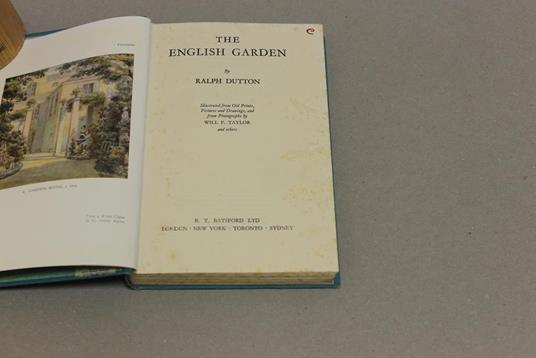 THE
ENGLISH GARDEN
By
RALPH DUTTON
Illustrated from Old Prints,
Pictures and Drawings, and
from Photographs by
WILL F. TAYLOR
and others
B. T. BATSFORD LTD
LONDON · NEW YORK · TORONTO · SYDNEY